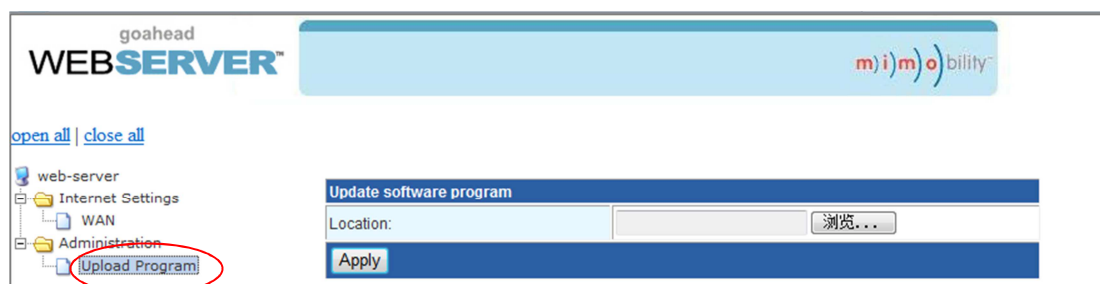 goahead
WEBSERVER™
m)i)m)o)bility™
open all | close all
web-server
Internet Settings
WAN
Administration
Upload Program
Update software program
Location:
浏览...
Apply